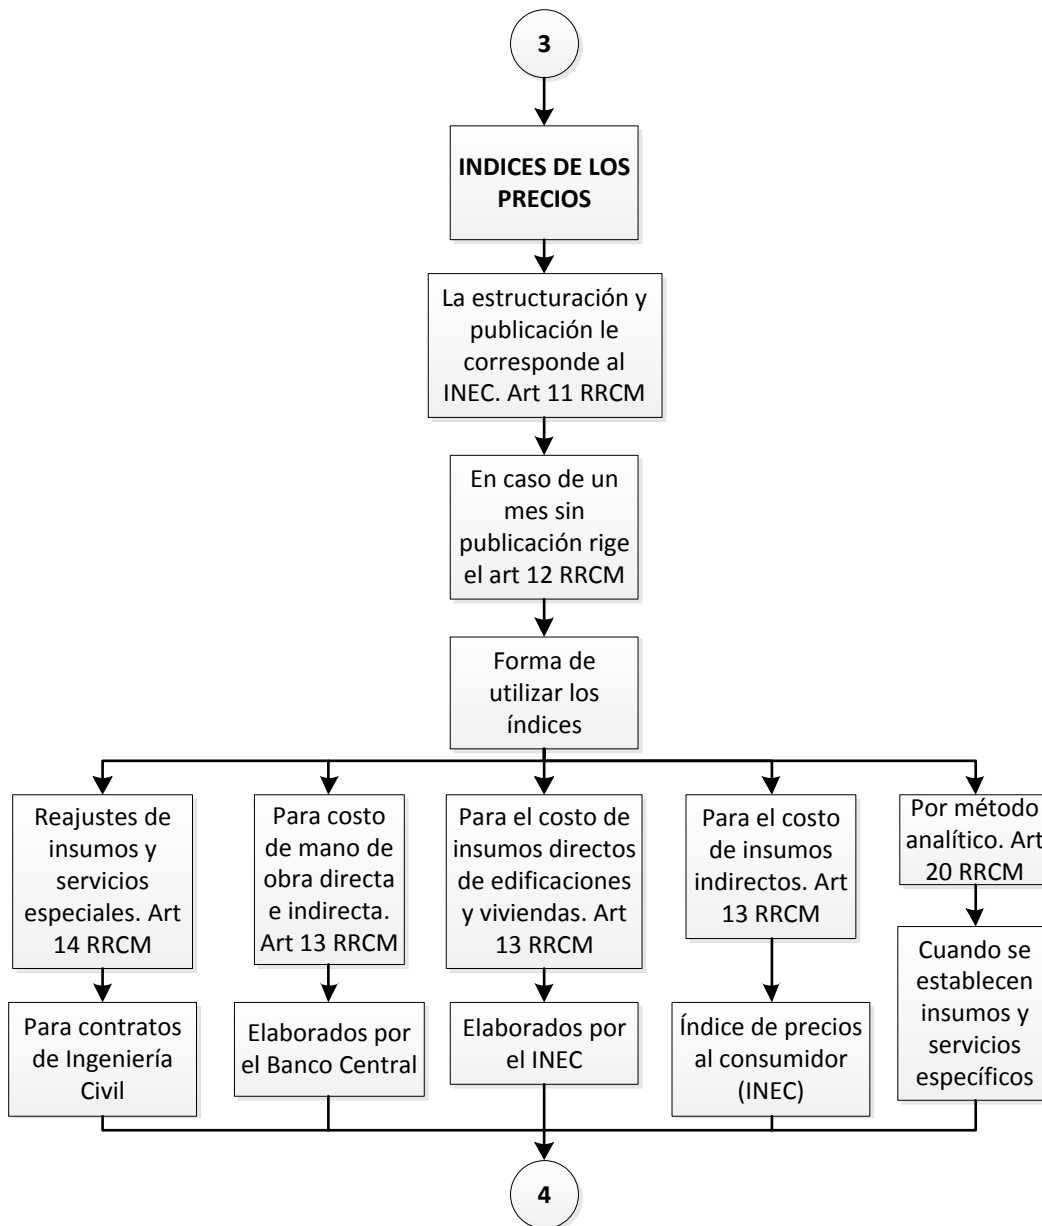 3
INDICES DE LOS
PRECIOS
La estructuración y
publicación le
corresponde al
INEC. Art 11 RRCM
En caso de un
mes sin
publicación rige
el art 12 RRCM
Forma de
utilizar los
índices
Reajustes de
insumos y
servicios
especiales. Art
14 RRCM
Para costo
de mano de
obra directa
e indirecta.
Art 13 RRCM
Para el costo de
insumos directos
de edificaciones
y viviendas. Art
13 RRCM
Para el costo
de insumos
indirectos. Art
13 RRCM
Por método
analítico. Art
20 RRCM
Para contratos
de Ingeniería
Civil
Elaborados por
el Banco Central
Elaborados por
el INEC
Índice de precios
al consumidor
(INEC)
Cuando se
establecen
insumos y
servicios
específicos
4